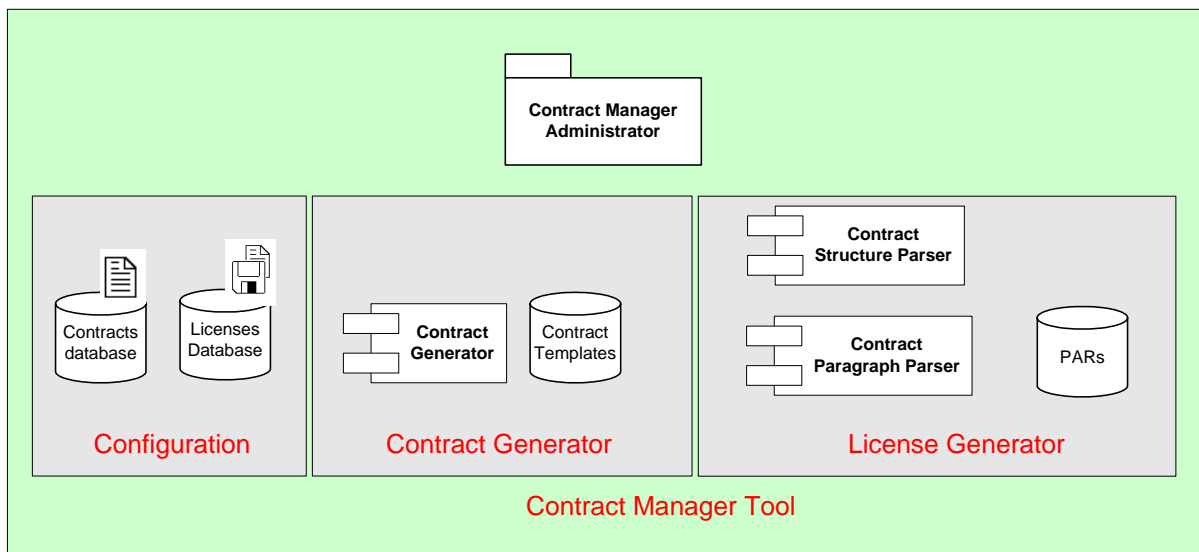 Contract Manager
Administrator
Contracts
database
Licenses
Database
Configuration
Contract
Generator
Contract
Templates
Contract Generator
Contract
Structure Parser
Contract
Paragraph Parser
PARs
License Generator
Contract Manager Tool